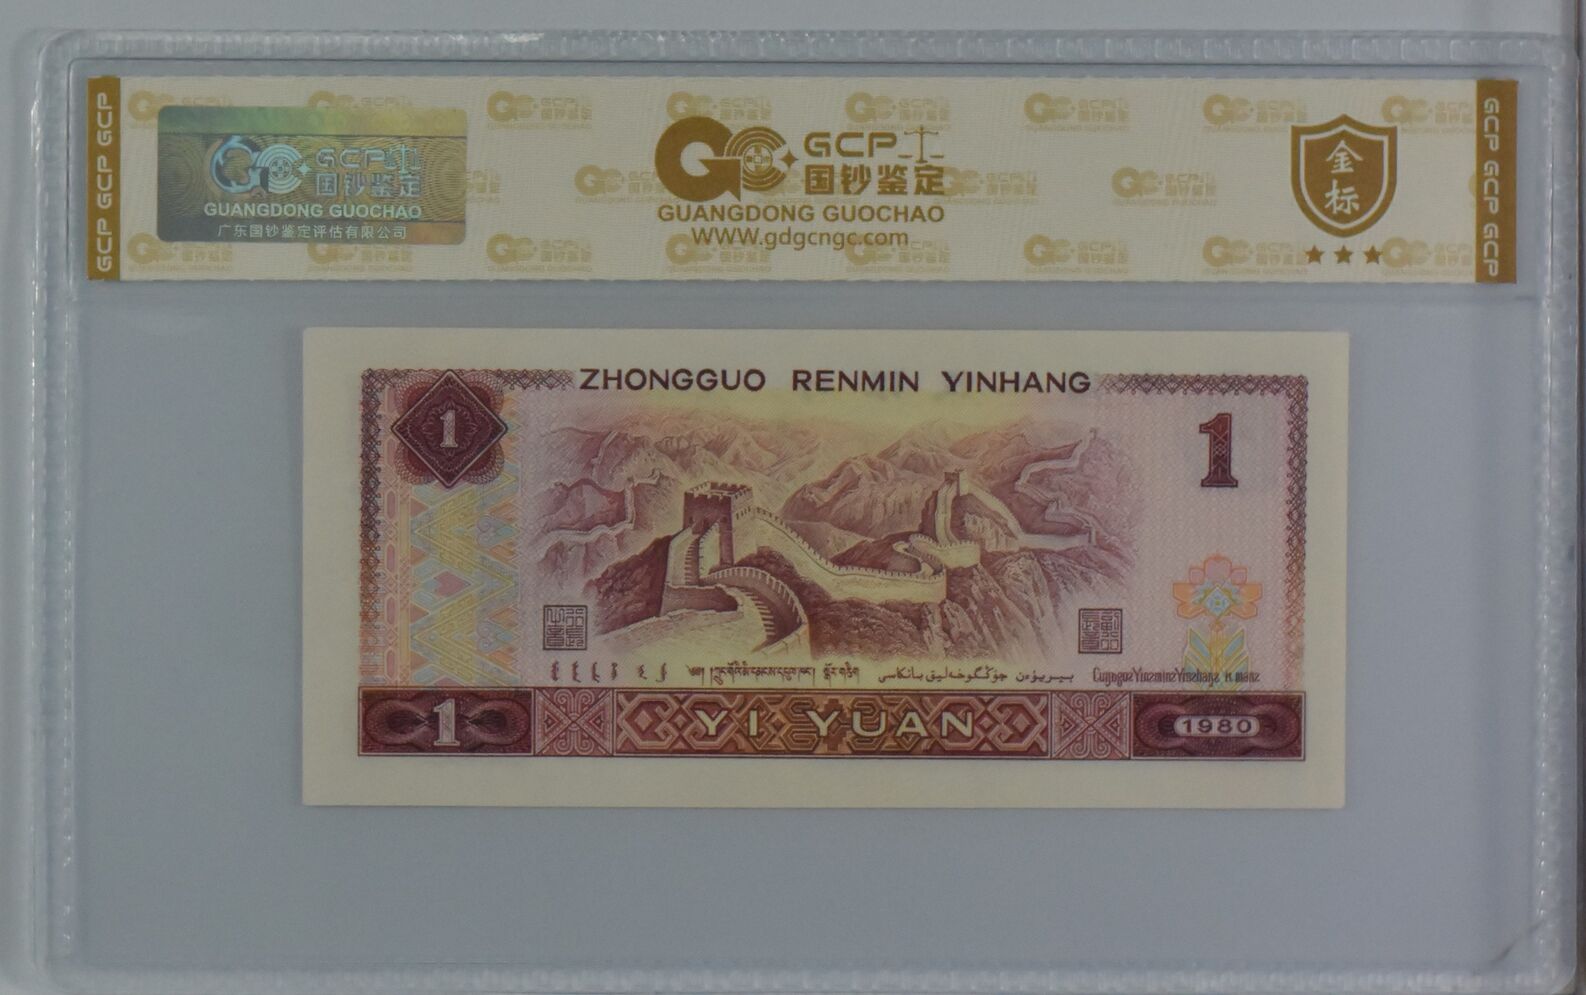 GCP GCP GCP
GCP
国钞鉴定
GUANGDONG GUOCHAO
广东国钞鉴定评估有限公司
GCP
国钞鉴定
GUANGDONG GUOCHAO
WWW.gdgcngc.com
金
标
GCP GCP GCP
ZHONGGUO RENMIN YINHANG
1
1
1
YI YUAN
1980